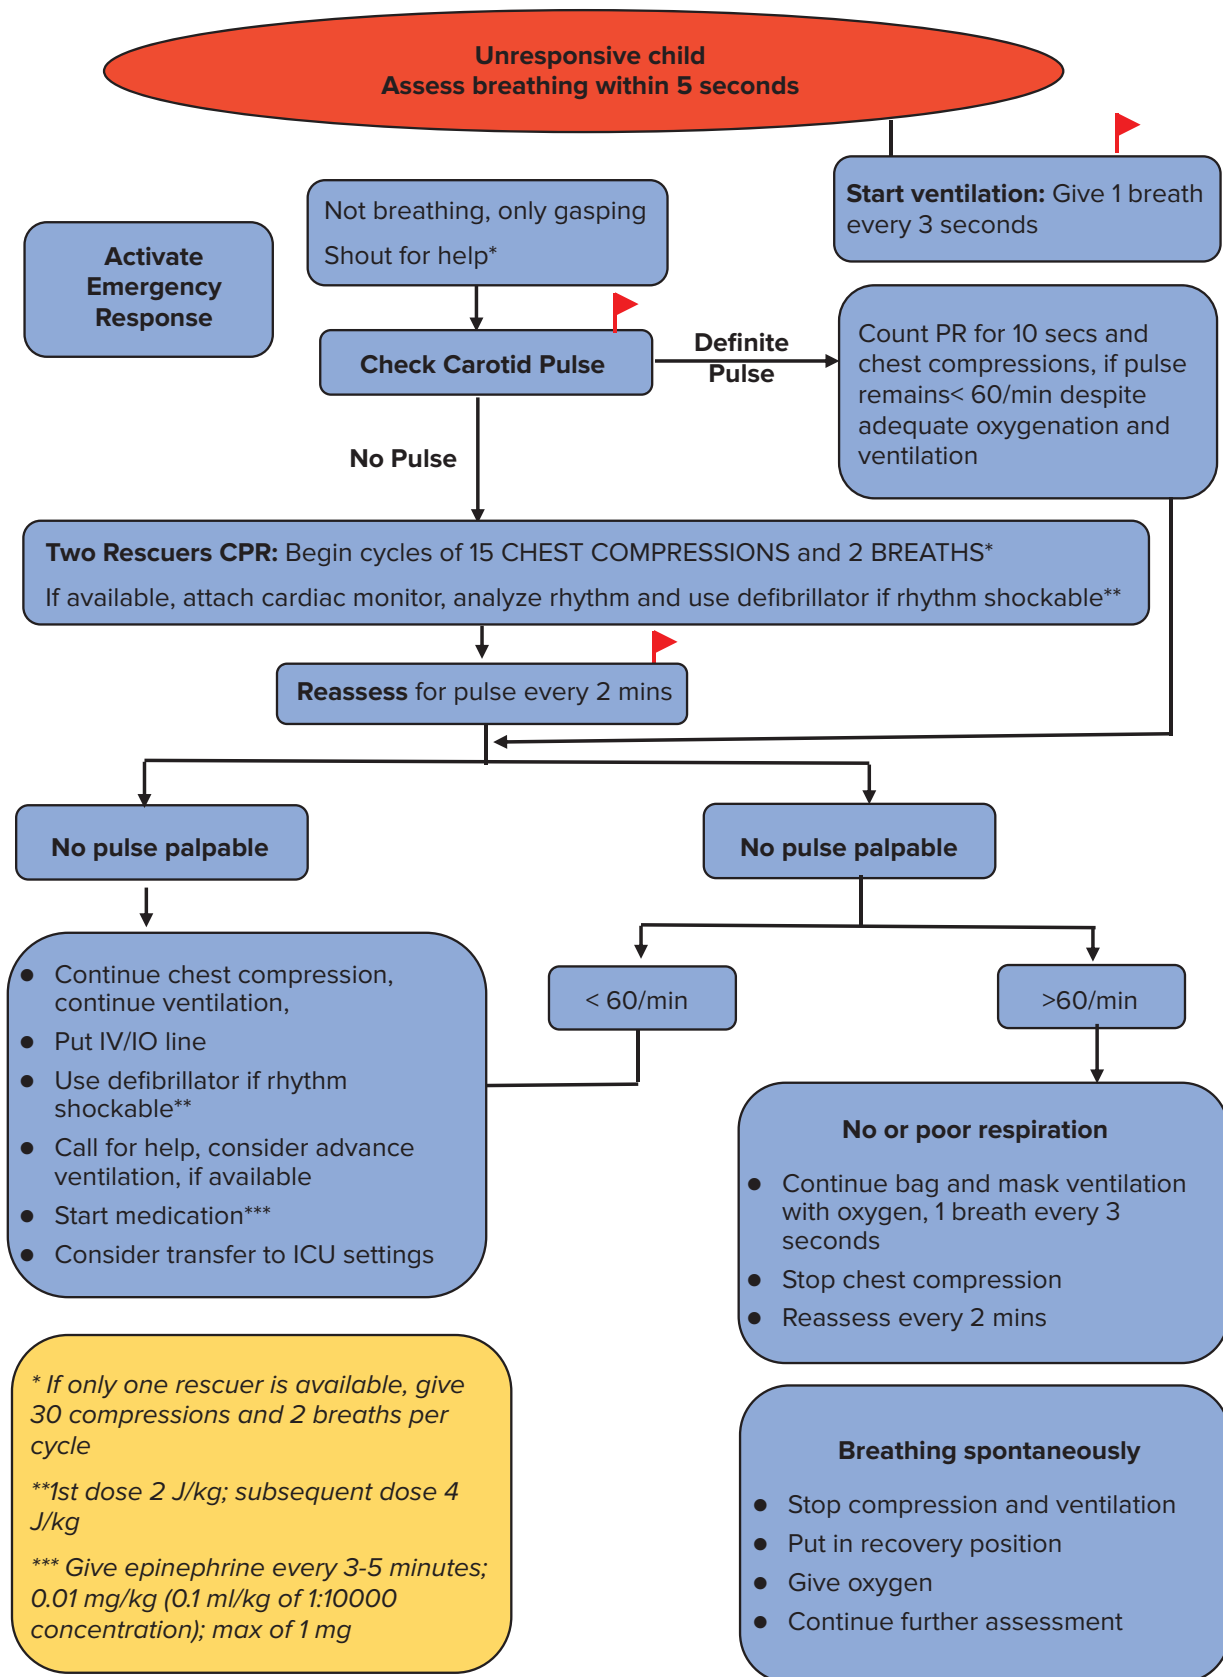 Unresponsive child
Assess breathing within 5 seconds
Start ventilation: Give 1 breath
every 3 seconds
Not breathing, only gasping
Shout for help*
Activate
Emergency
Response
Check Carotid Pulse
Definite
Pulse
Count PR for 10 secs and
chest compressions, if pulse
remains< 60/min despite
adequate oxygenation and
ventilation
No Pulse
Two Rescuers CPR: Begin cycles of 15 CHEST COMPRESSIONS and 2 BREATHS*
If available, attach cardiac monitor, analyze rhythm and use defibrillator if rhythm shockable**
Reassess for pulse every 2 mins
No pulse palpable
No pulse palpable
● Continue chest compression,
continue ventilation,
● Put IV/IO line
● Use defibrillator if rhythm
shockable**
● Call for help, consider advance
ventilation, if available
● Start medication***
● Consider transfer to ICU settings
< 60/min
>60/min
No or poor respiration
● Continue bag and mask ventilation
with oxygen, 1 breath every 3
seconds
● Stop chest compression
● Reassess every 2 mins
* If only one rescuer is available, give
30 compressions and 2 breaths per
cycle
**1st dose 2 J/kg; subsequent dose 4
J/kg
*** Give epinephrine every 3-5 minutes;
0.01 mg/kg (0.1 ml/kg of 1:10000
concentration); max of 1 mg
Breathing spontaneously
● Stop compression and ventilation
● Put in recovery position
● Give oxygen
● Continue further assessment